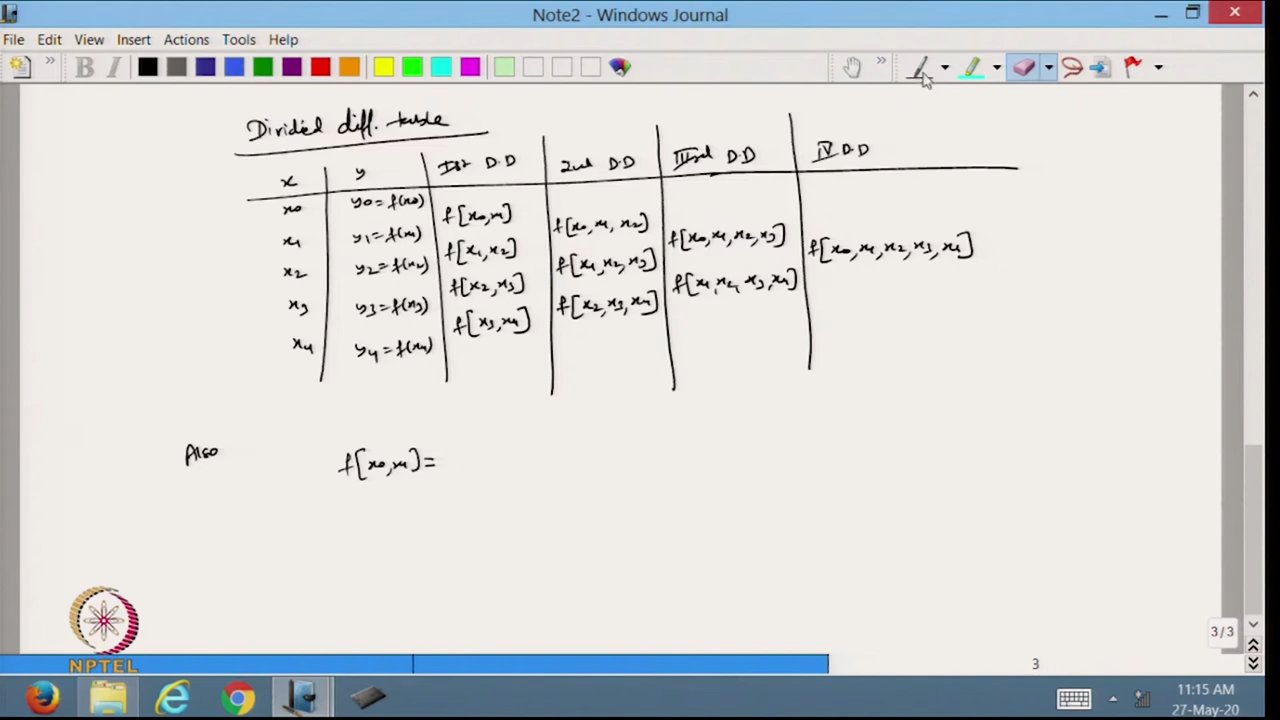 Note2 - Windows Journal
File Edit View Insert Actions Tools Help
B I
Divided diff. table
x y Ist D.D 2nd D.D IIIrd D.D IV D.D
x0 y0=f(x0)
f[x0,x1] f[x0,x1,x2] f[x0,x1,x2,x3] f[x0,x1,x2,x3,x4]
x1 y1=f(x1)
f[x1,x2] f[x1,x2,x3] f[x1,x2,x3,x4]
x2 y2=f(x2)
f[x2,x3] f[x2,x3,x4]
x3 y3=f(x3)
f[x3,x4]
x4 y4=f(x4)
Also f[x0,x1]=
3/3
NPTEL
3
11:15 AM
27-May-20